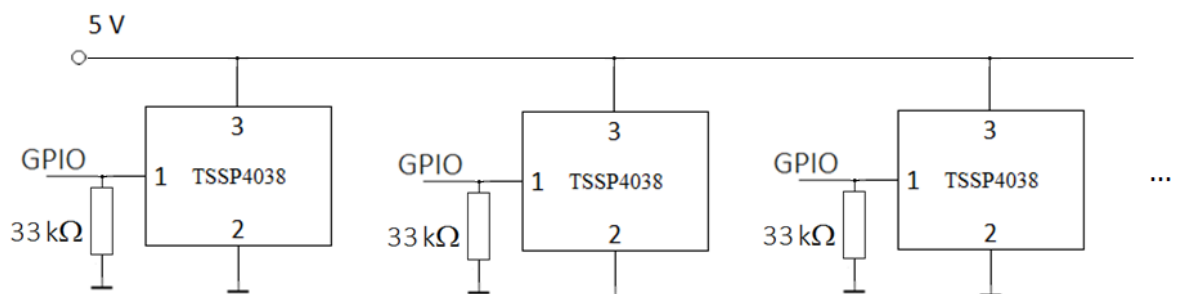 5 V
3
GPIO
1 TSSP4038
33 kΩ
2
3
GPIO
1 TSSP4038
33 kΩ
2
3
GPIO
1 TSSP4038
33 kΩ
2
...